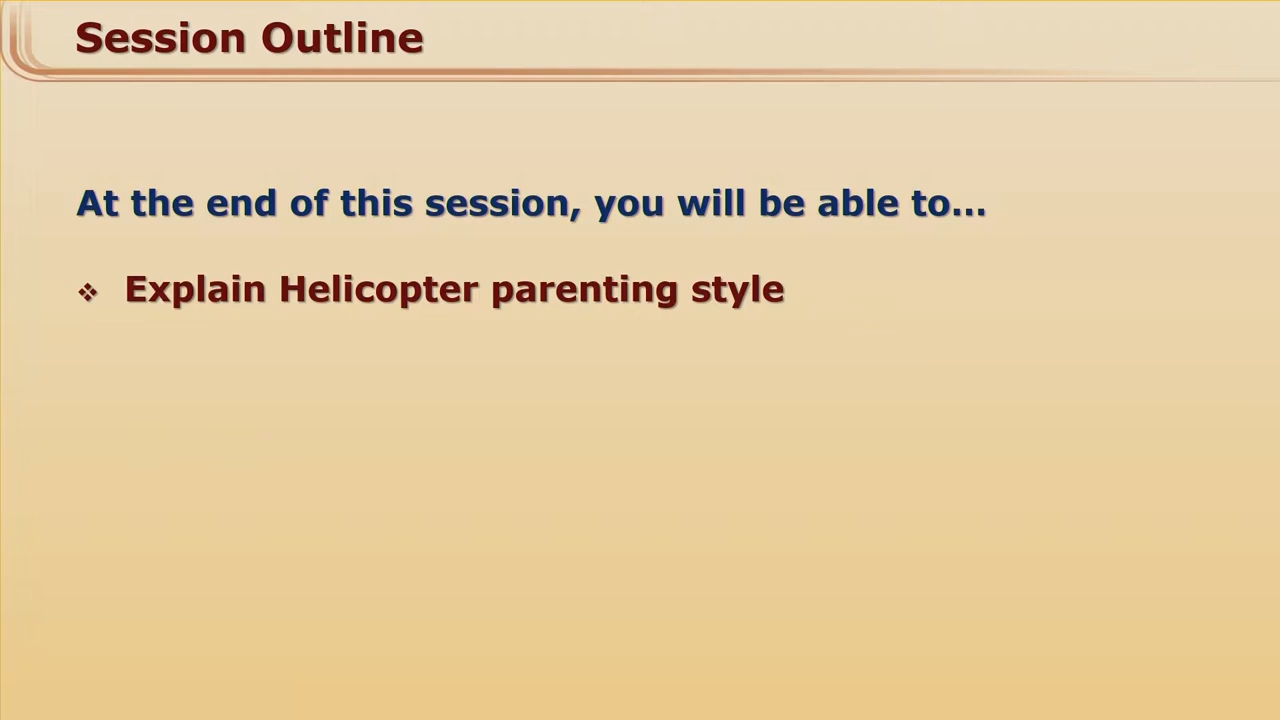 Session Outline
At the end of this session, you will be able to...
❖ Explain Helicopter parenting style